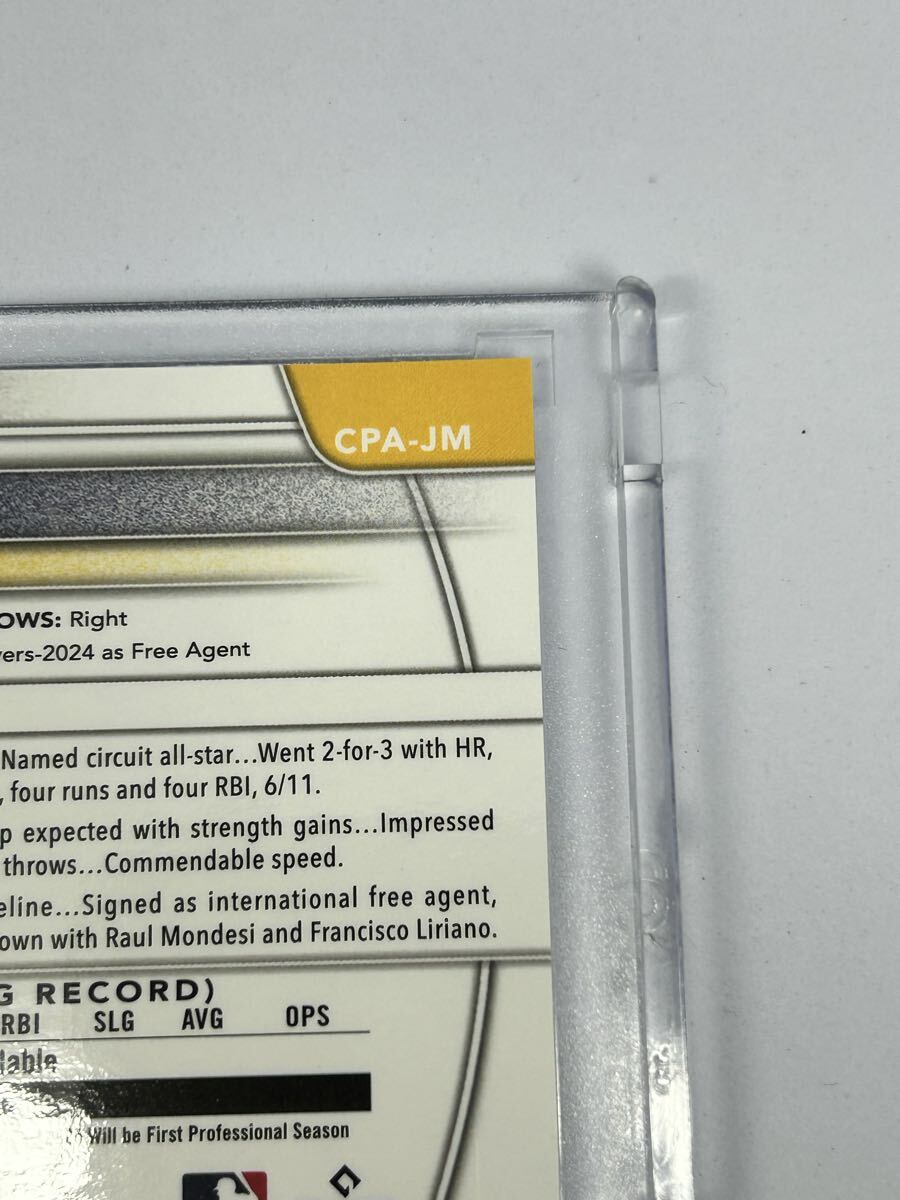 CPA-JM
OWS: Right
vers-2024 as Free Agent
Named circuit all-star...Went 2-for-3 with HR,
, four runs and four RBI, 6/11.
p expected with strength gains...Impressed
throws...Commendable speed.
eline...Signed as international free agent,
own with Raul Mondesi and Francisco Liriano.
G RECORD)
RBI SLG AVG OPS
lable
Will be First Professional Season